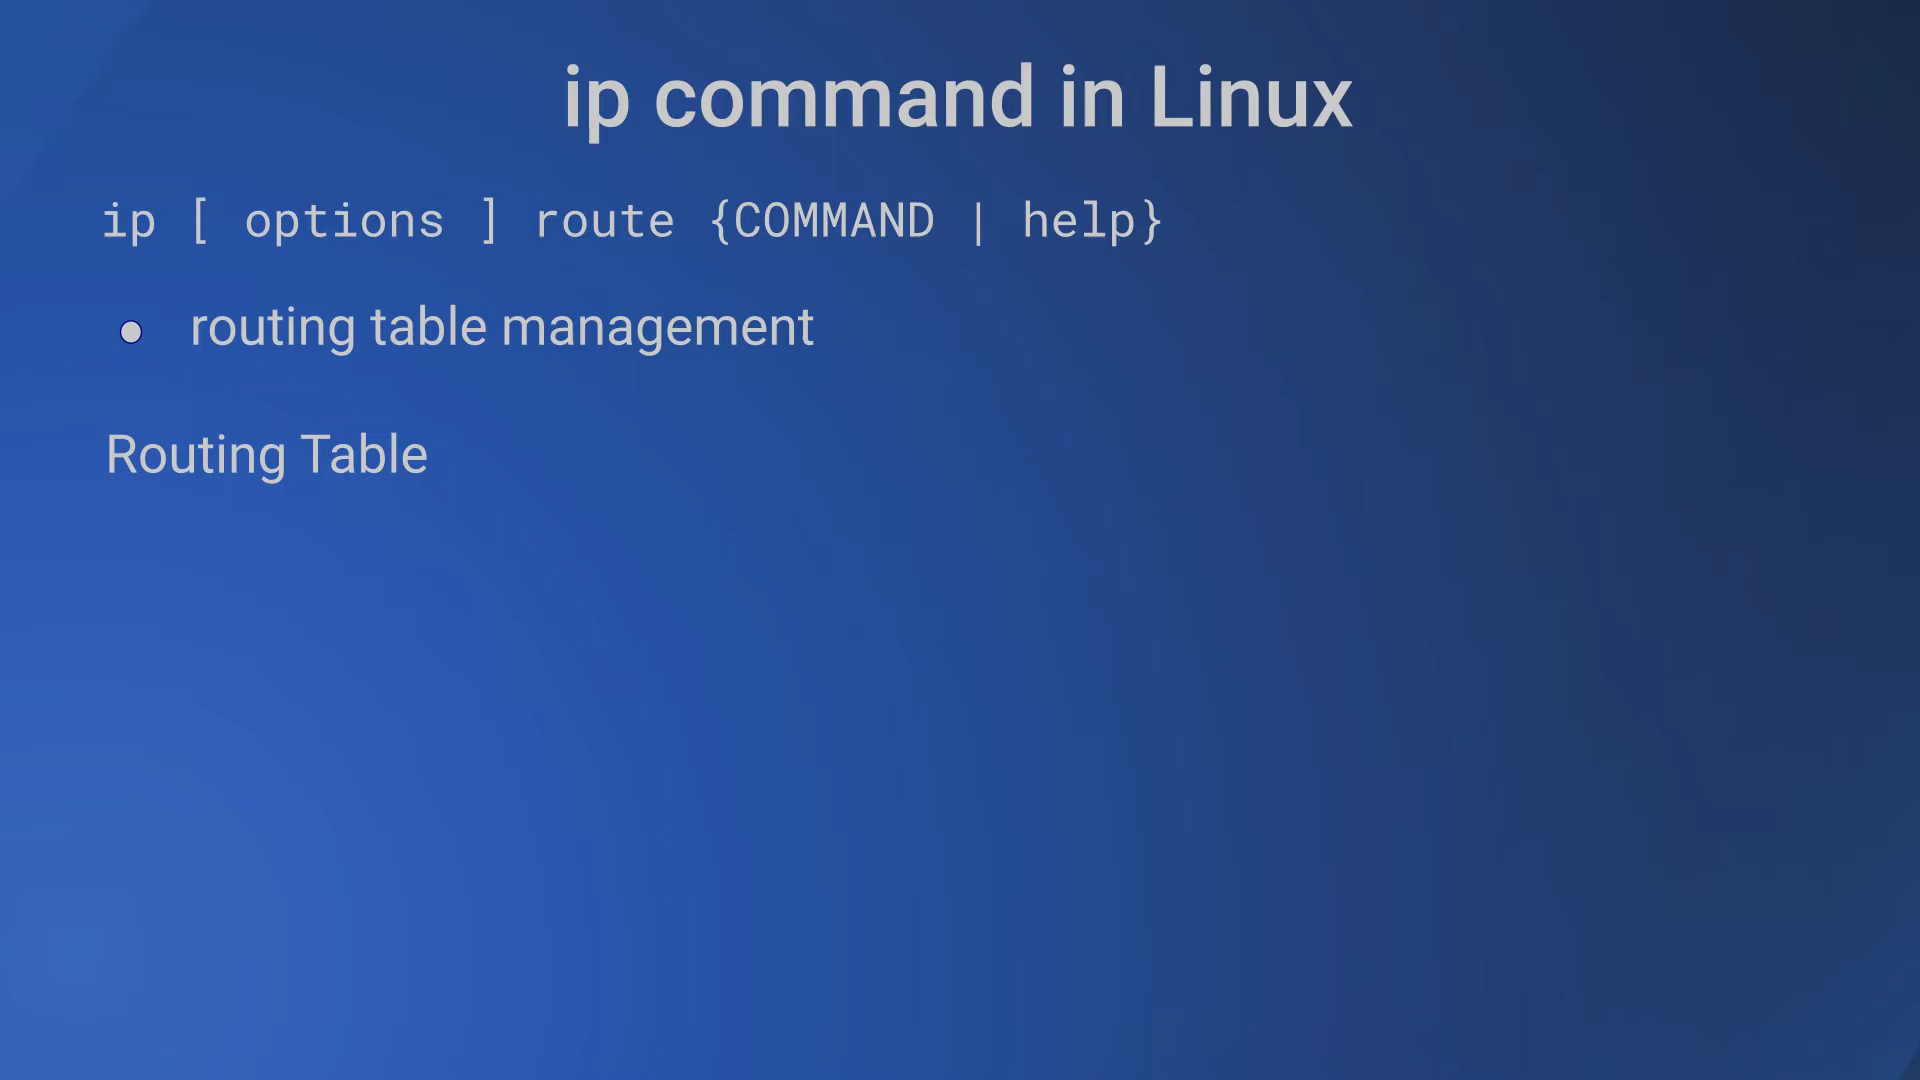 ip command in Linux
ip [ options ] route {COMMAND | help}
routing table management
Routing Table